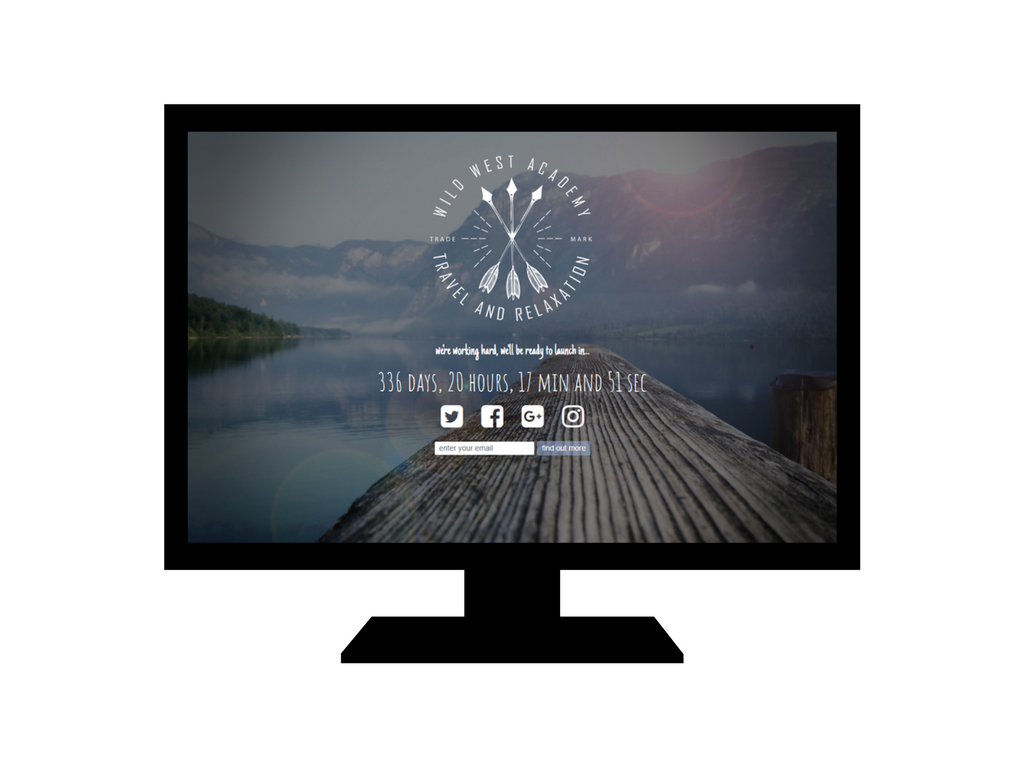 WILD WEST ACADEMY
TRADE MARK
TRAVEL AND RELAXATION
we're working hard, we'll be ready to launch in...
336 DAYS, 20 HOURS, 17 MIN AND 51 SEC
enter your email find out more